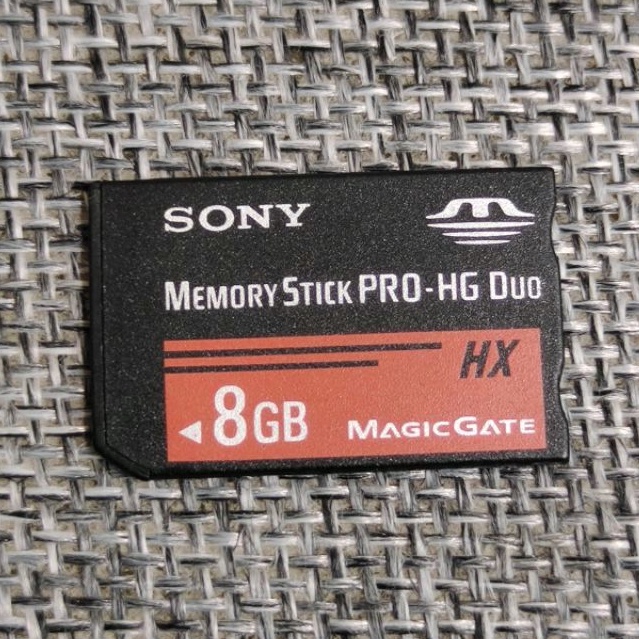 SONY
MEMORY STICK PRO-HG DUO
HX
8GB
MAGICGATE